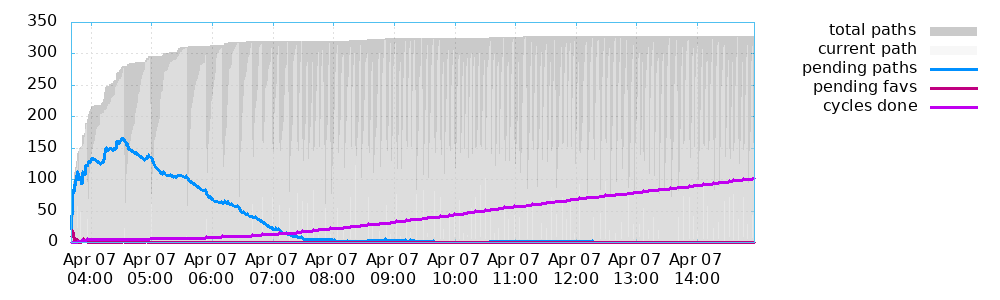 350
300
250
200
150
100
50
0
Apr 07 Apr 07 Apr 07 Apr 07 Apr 07 Apr 07 Apr 07 Apr 07 Apr 07 Apr 07 Apr 07
04:00 05:00 06:00 07:00 08:00 09:00 10:00 11:00 12:00 13:00 14:00
total paths
current path
pending paths
pending favs
cycles done